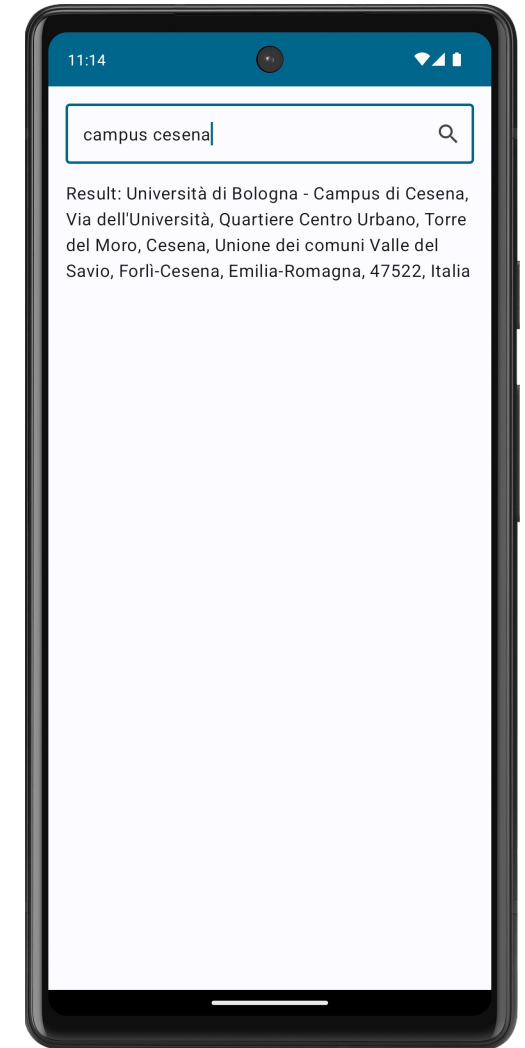 11:14
campus cesena
Result: Università di Bologna - Campus di Cesena,
Via dell'Università, Quartiere Centro Urbano, Torre
del Moro, Cesena, Unione dei comuni Valle del
Savio, Forlì-Cesena, Emilia-Romagna, 47522, Italia